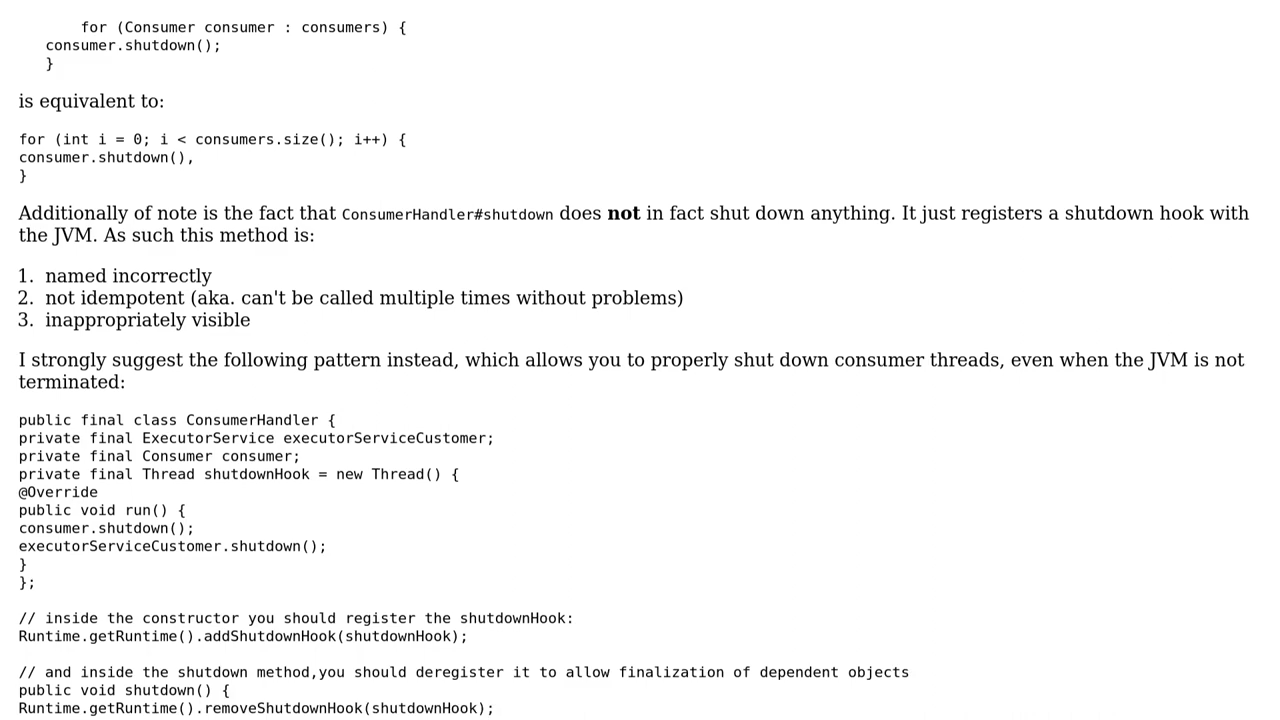 for (Consumer consumer : consumers) {
consumer.shutdown();
}
is equivalent to:
for (int i = 0; i < consumers.size(); i++) {
consumer.shutdown(),
}
Additionally of note is the fact that ConsumerHandler#shutdown does not in fact shut down anything. It just registers a shutdown hook with
the JVM. As such this method is:
1. named incorrectly
2. not idempotent (aka. can't be called multiple times without problems)
3. inappropriately visible
I strongly suggest the following pattern instead, which allows you to properly shut down consumer threads, even when the JVM is not
terminated:
public final class ConsumerHandler {
private final ExecutorService executorServiceCustomer;
private final Consumer consumer;
private final Thread shutdownHook = new Thread() {
@Override
public void run() {
consumer.shutdown();
executorServiceCustomer.shutdown();
}
};
// inside the constructor you should register the shutdownHook:
Runtime.getRuntime().addShutdownHook(shutdownHook);
// and inside the shutdown method,you should deregister it to allow finalization of dependent objects
public void shutdown() {
Runtime.getRuntime().removeShutdownHook(shutdownHook);